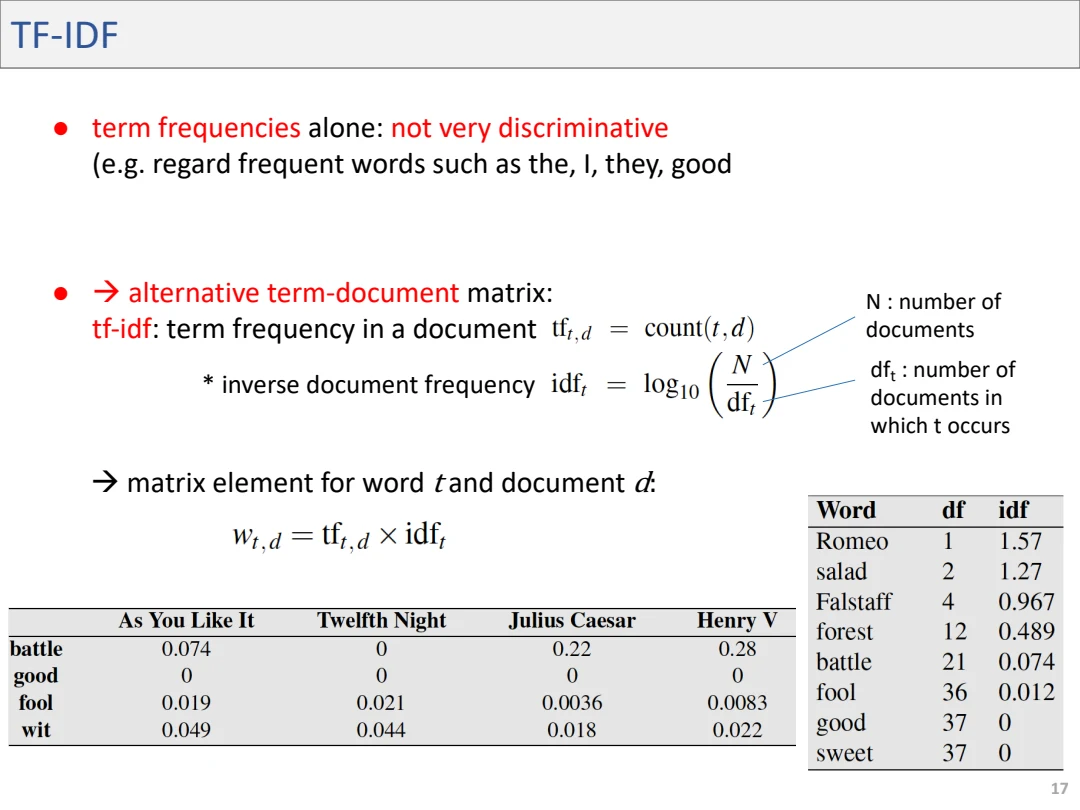 TF-IDF
● term frequencies alone: not very discriminative
(e.g. regard frequent words such as the, I, they, good
● → alternative term-document matrix:
tf-idf: term frequency in a document tf_{t,d} = count(t,d)
* inverse document frequency idf_t = log_{10} (N / df_t)
N : number of
documents
df_t : number of
documents in
which t occurs
→ matrix element for word t and document d:
w_{t,d} = tf_{t,d} × idf_t
Word df idf
Romeo 1 1.57
salad 2 1.27
Falstaff 4 0.967
forest 12 0.489
battle 21 0.074
fool 36 0.012
good 37 0
sweet 37 0
As You Like It Twelfth Night Julius Caesar Henry V
battle 0.074 0 0.22 0.28
good 0 0 0 0
fool 0.019 0.021 0.0036 0.0083
wit 0.049 0.044 0.018 0.022
17